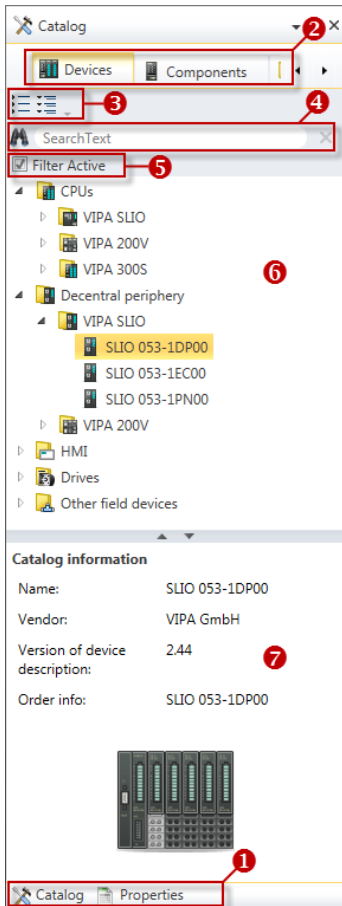 Catalog
2
Devices Components
3
4
SearchText
Filter Active 5
CPUs
VIPA SLIO
VIPA 200V
VIPA 300S
6
Decentral periphery
VIPA SLIO
SLIO 053-1DP00
SLIO 053-1EC00
SLIO 053-1PN00
VIPA 200V
HMI
Drives
Other field devices
Catalog information
Name: SLIO 053-1DP00
Vendor: VIPA GmbH
Version of device 2.44
description:
7
Order info: SLIO 053-1DP00
1
Catalog Properties